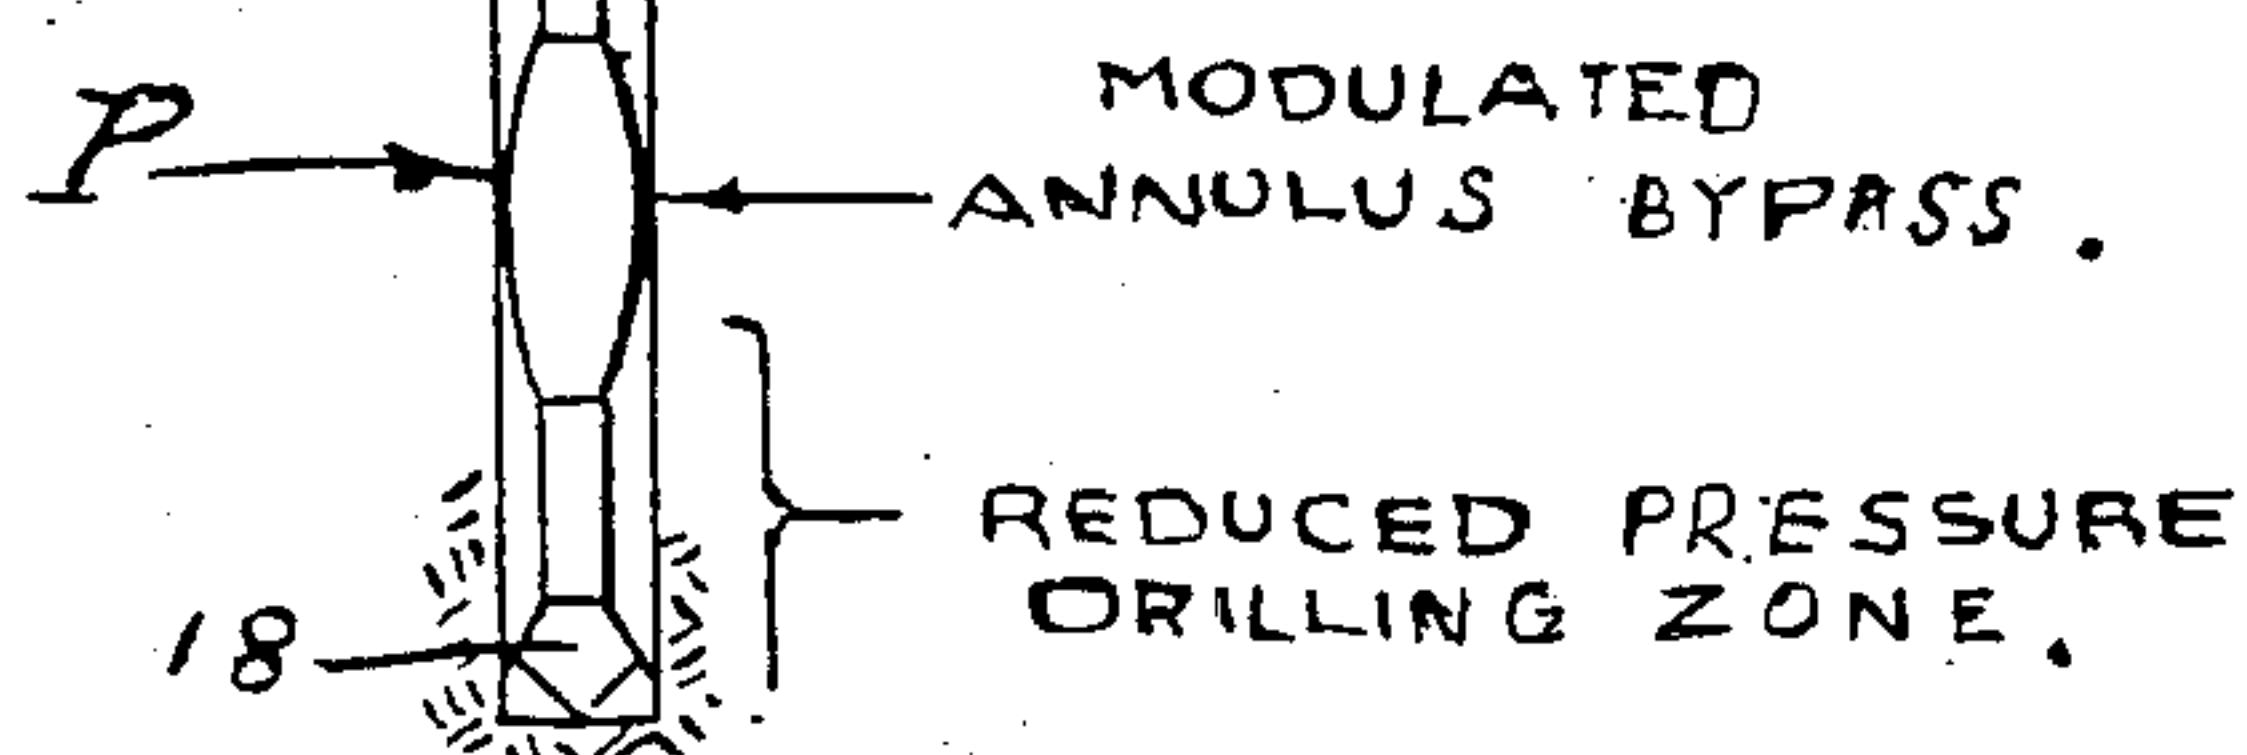 P
MODULATED
ANNULUS BYPASS.
REDUCED PRESSURE
DRILLING ZONE.
18